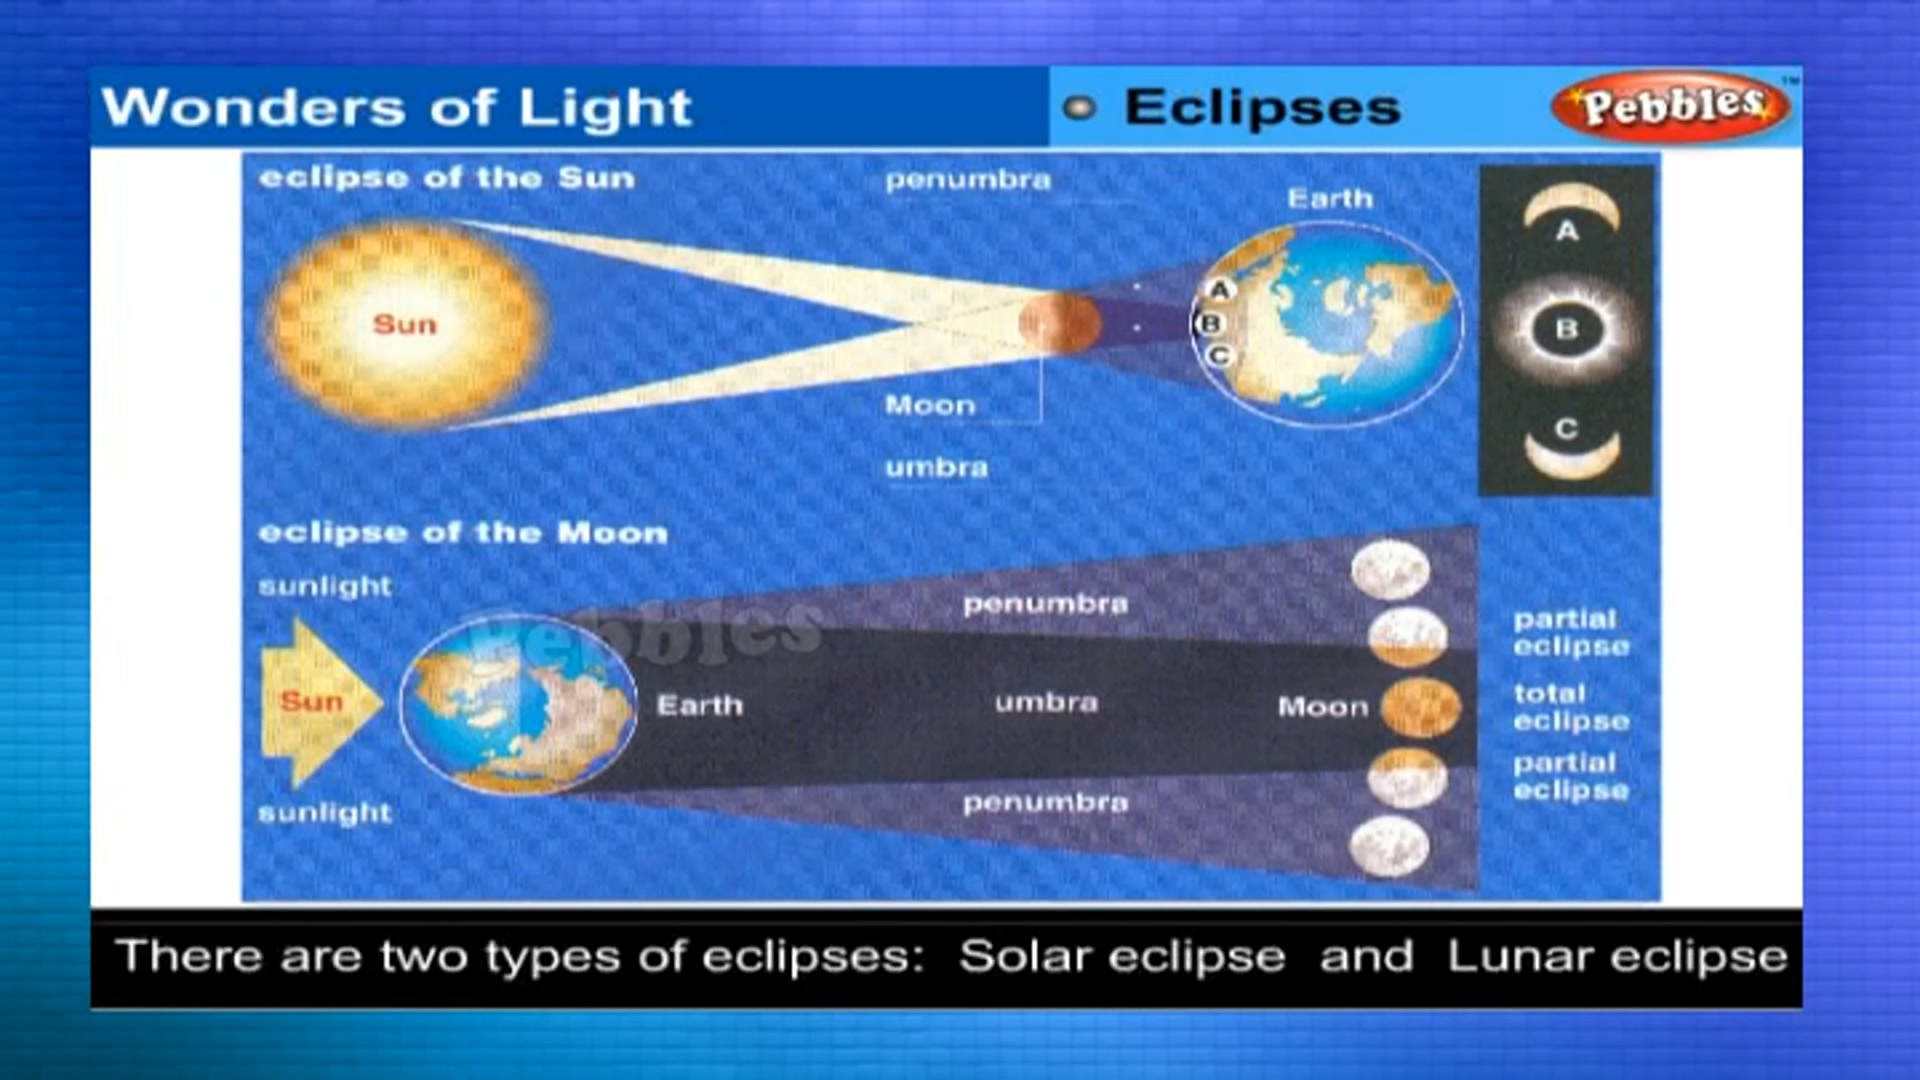 Wonders of Light
Eclipses
Pebbles™
eclipse of the Sun
penumbra
Earth
Sun
A
B
C
A
B
C
Moon
umbra
eclipse of the Moon
sunlight
Pebbles
penumbra
partial
eclipse
Sun
Earth
umbra
Moon
total
eclipse
partial
eclipse
penumbra
sunlight
There are two types of eclipses: Solar eclipse and Lunar eclipse